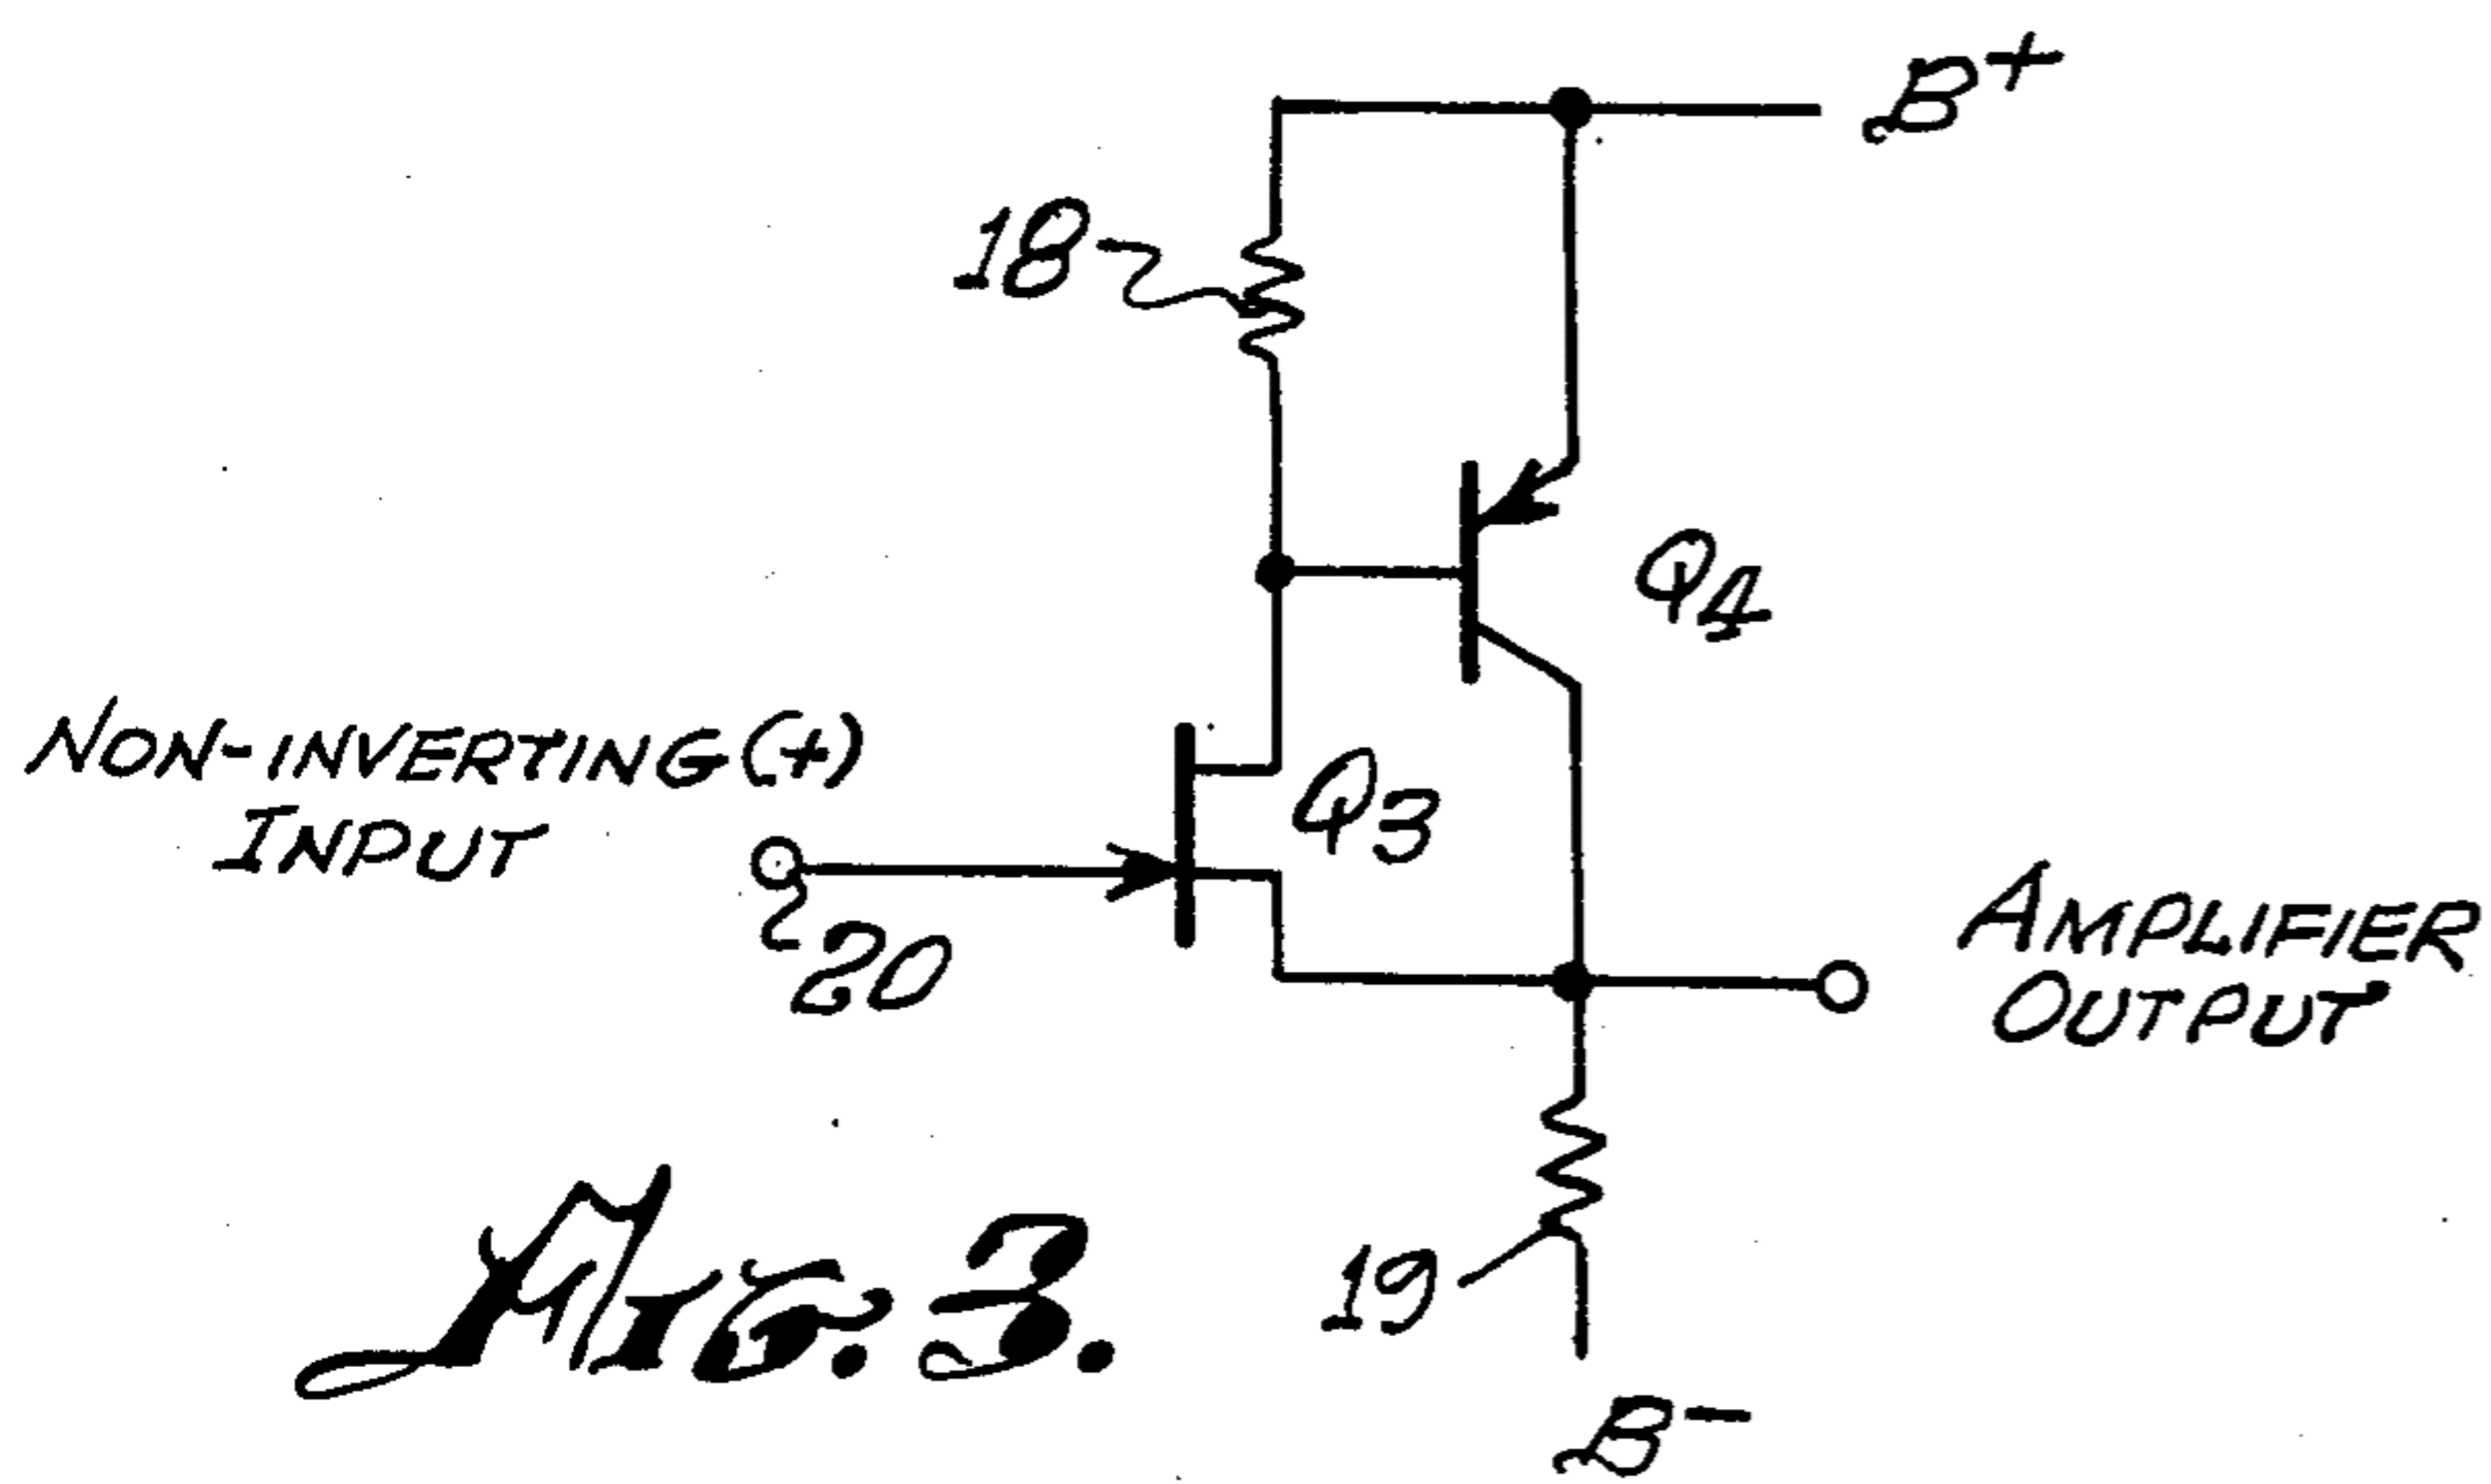 B+
18
Q4
NON-INVERTING (+)
INPUT
Q3
20
AMPLIFIER
OUTPUT
19
FIG. 3.
B-